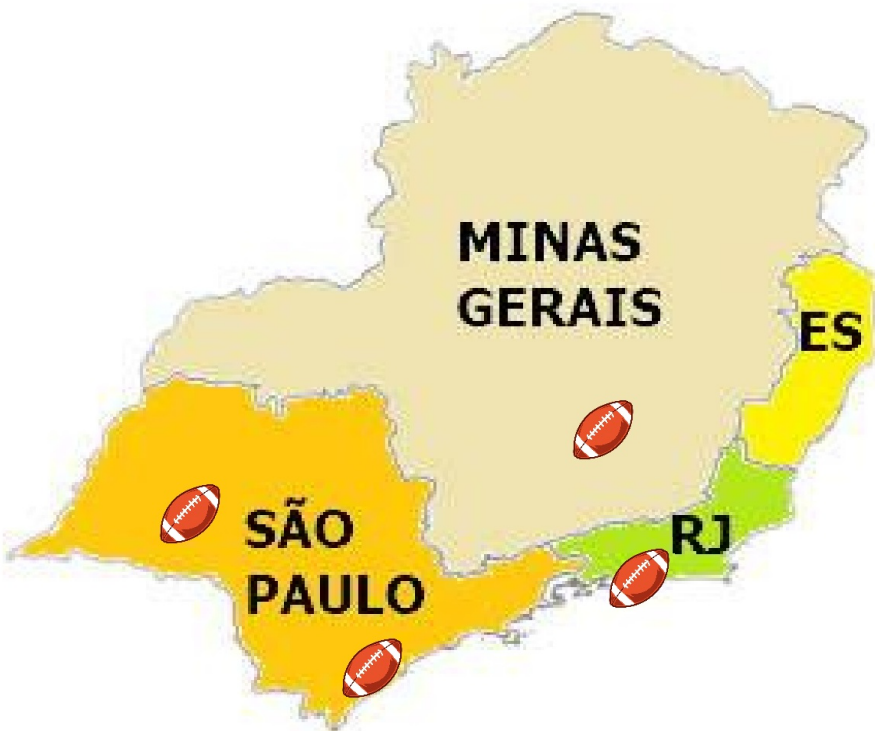 MINAS
GERAIS
ES
SÃO
PAULO
RJ